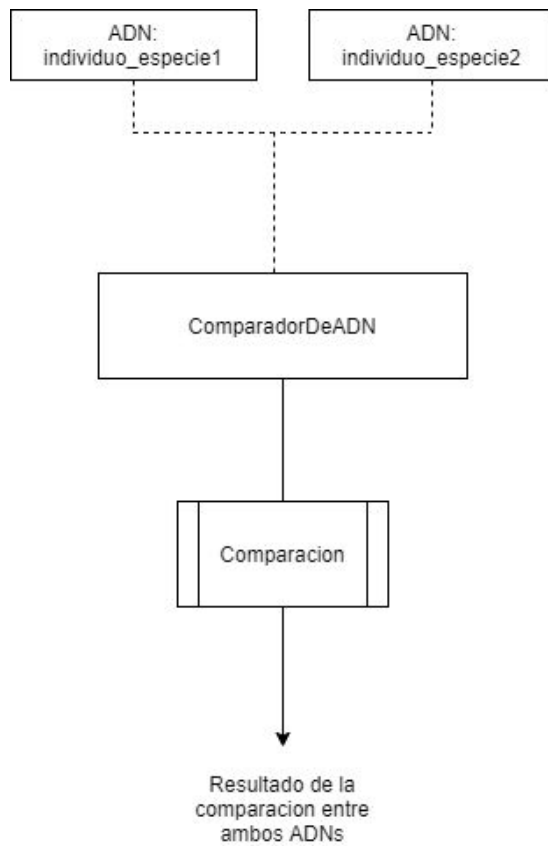 ADN:
individuo_especie1
ADN:
individuo_especie2
ComparadorDeADN
Comparacion
Resultado de la
comparacion entre
ambos ADNs